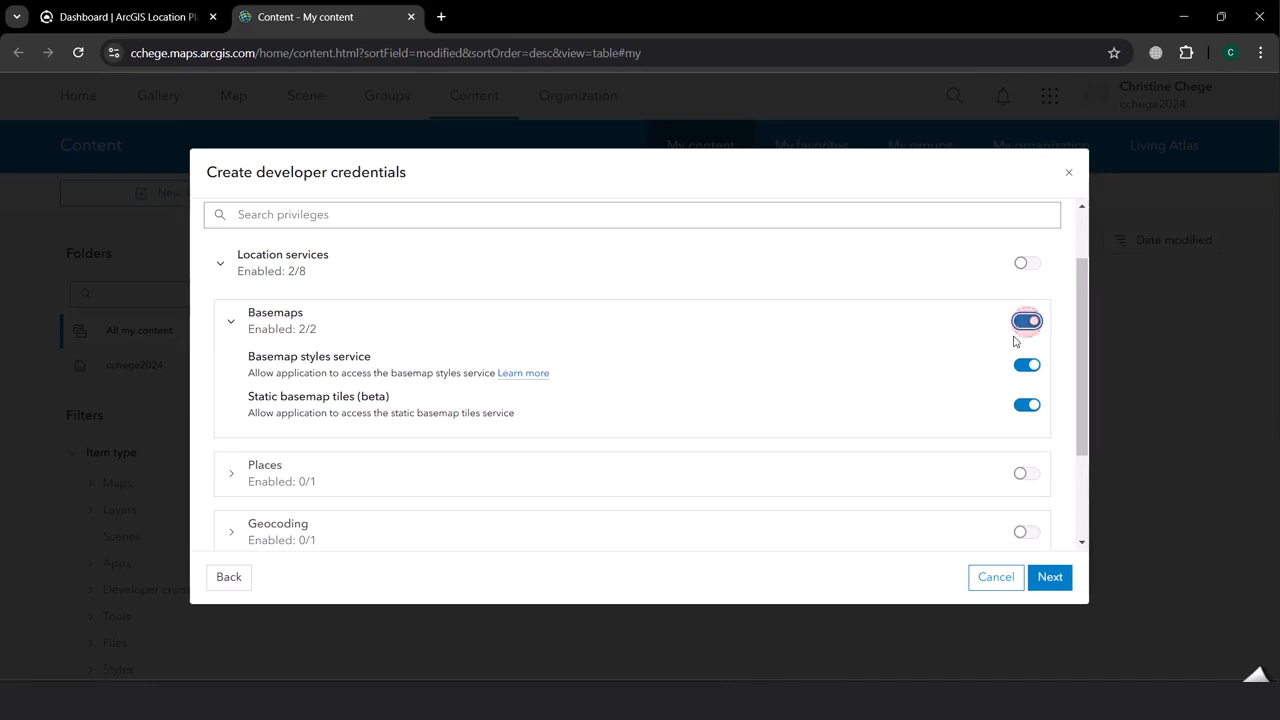 Dashboard | ArcGIS Location Pl
Content - My content
cchege.maps.arcgis.com/home/content.html?sortField=modified&sortOrder=desc&view=table#my
C
Home Gallery Map Scene Groups Content Organization
Christine Chege
cchege2024
Content
My content My favorites My groups My organization Living Atlas
New
Create developer credentials
Search privileges
Folders
Date modified
Location services
Enabled: 2/8
All my content
cchege2024
Basemaps
Enabled: 2/2
Basemap styles service
Allow application to access the basemap styles service Learn more
Static basemap tiles (beta)
Allow application to access the static basemap tiles service
Filters
Item type
Maps
Layers
Scenes
Apps
Developer crede
Tools
Files
Styles
Places
Enabled: 0/1
Geocoding
Enabled: 0/1
Back
Cancel
Next